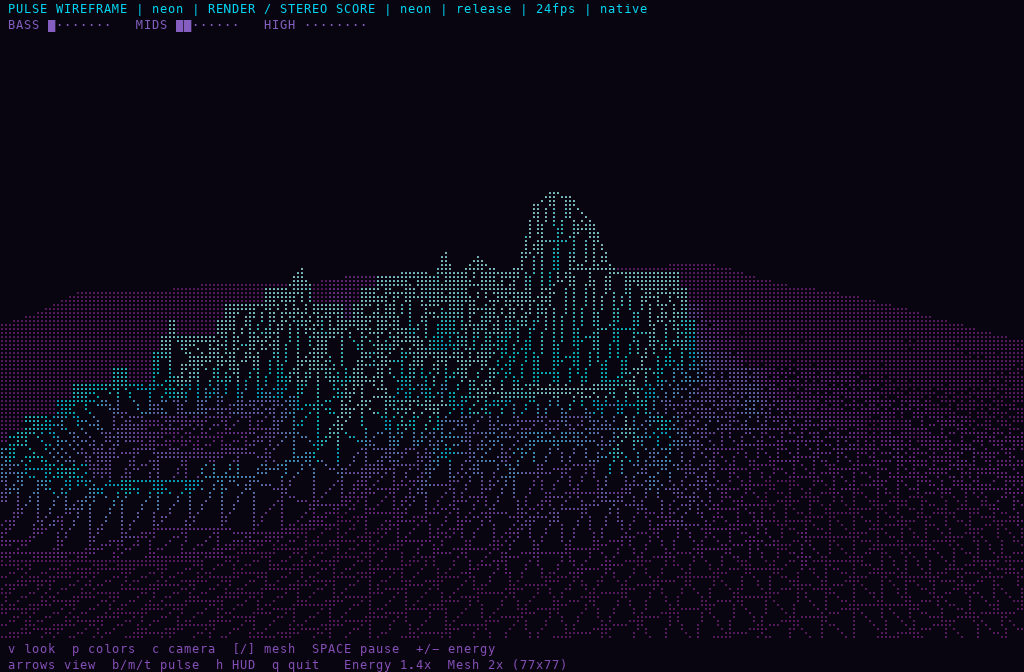 PULSE WIREFRAME | neon | RENDER / STEREO SCORE | neon | release | 24fps | native
BASS █······· MIDS ██······ HIGH ········
v look p colors c camera [/] mesh SPACE pause +/− energy
arrows view b/m/t pulse h HUD q quit Energy 1.4x Mesh 2x (77x77)